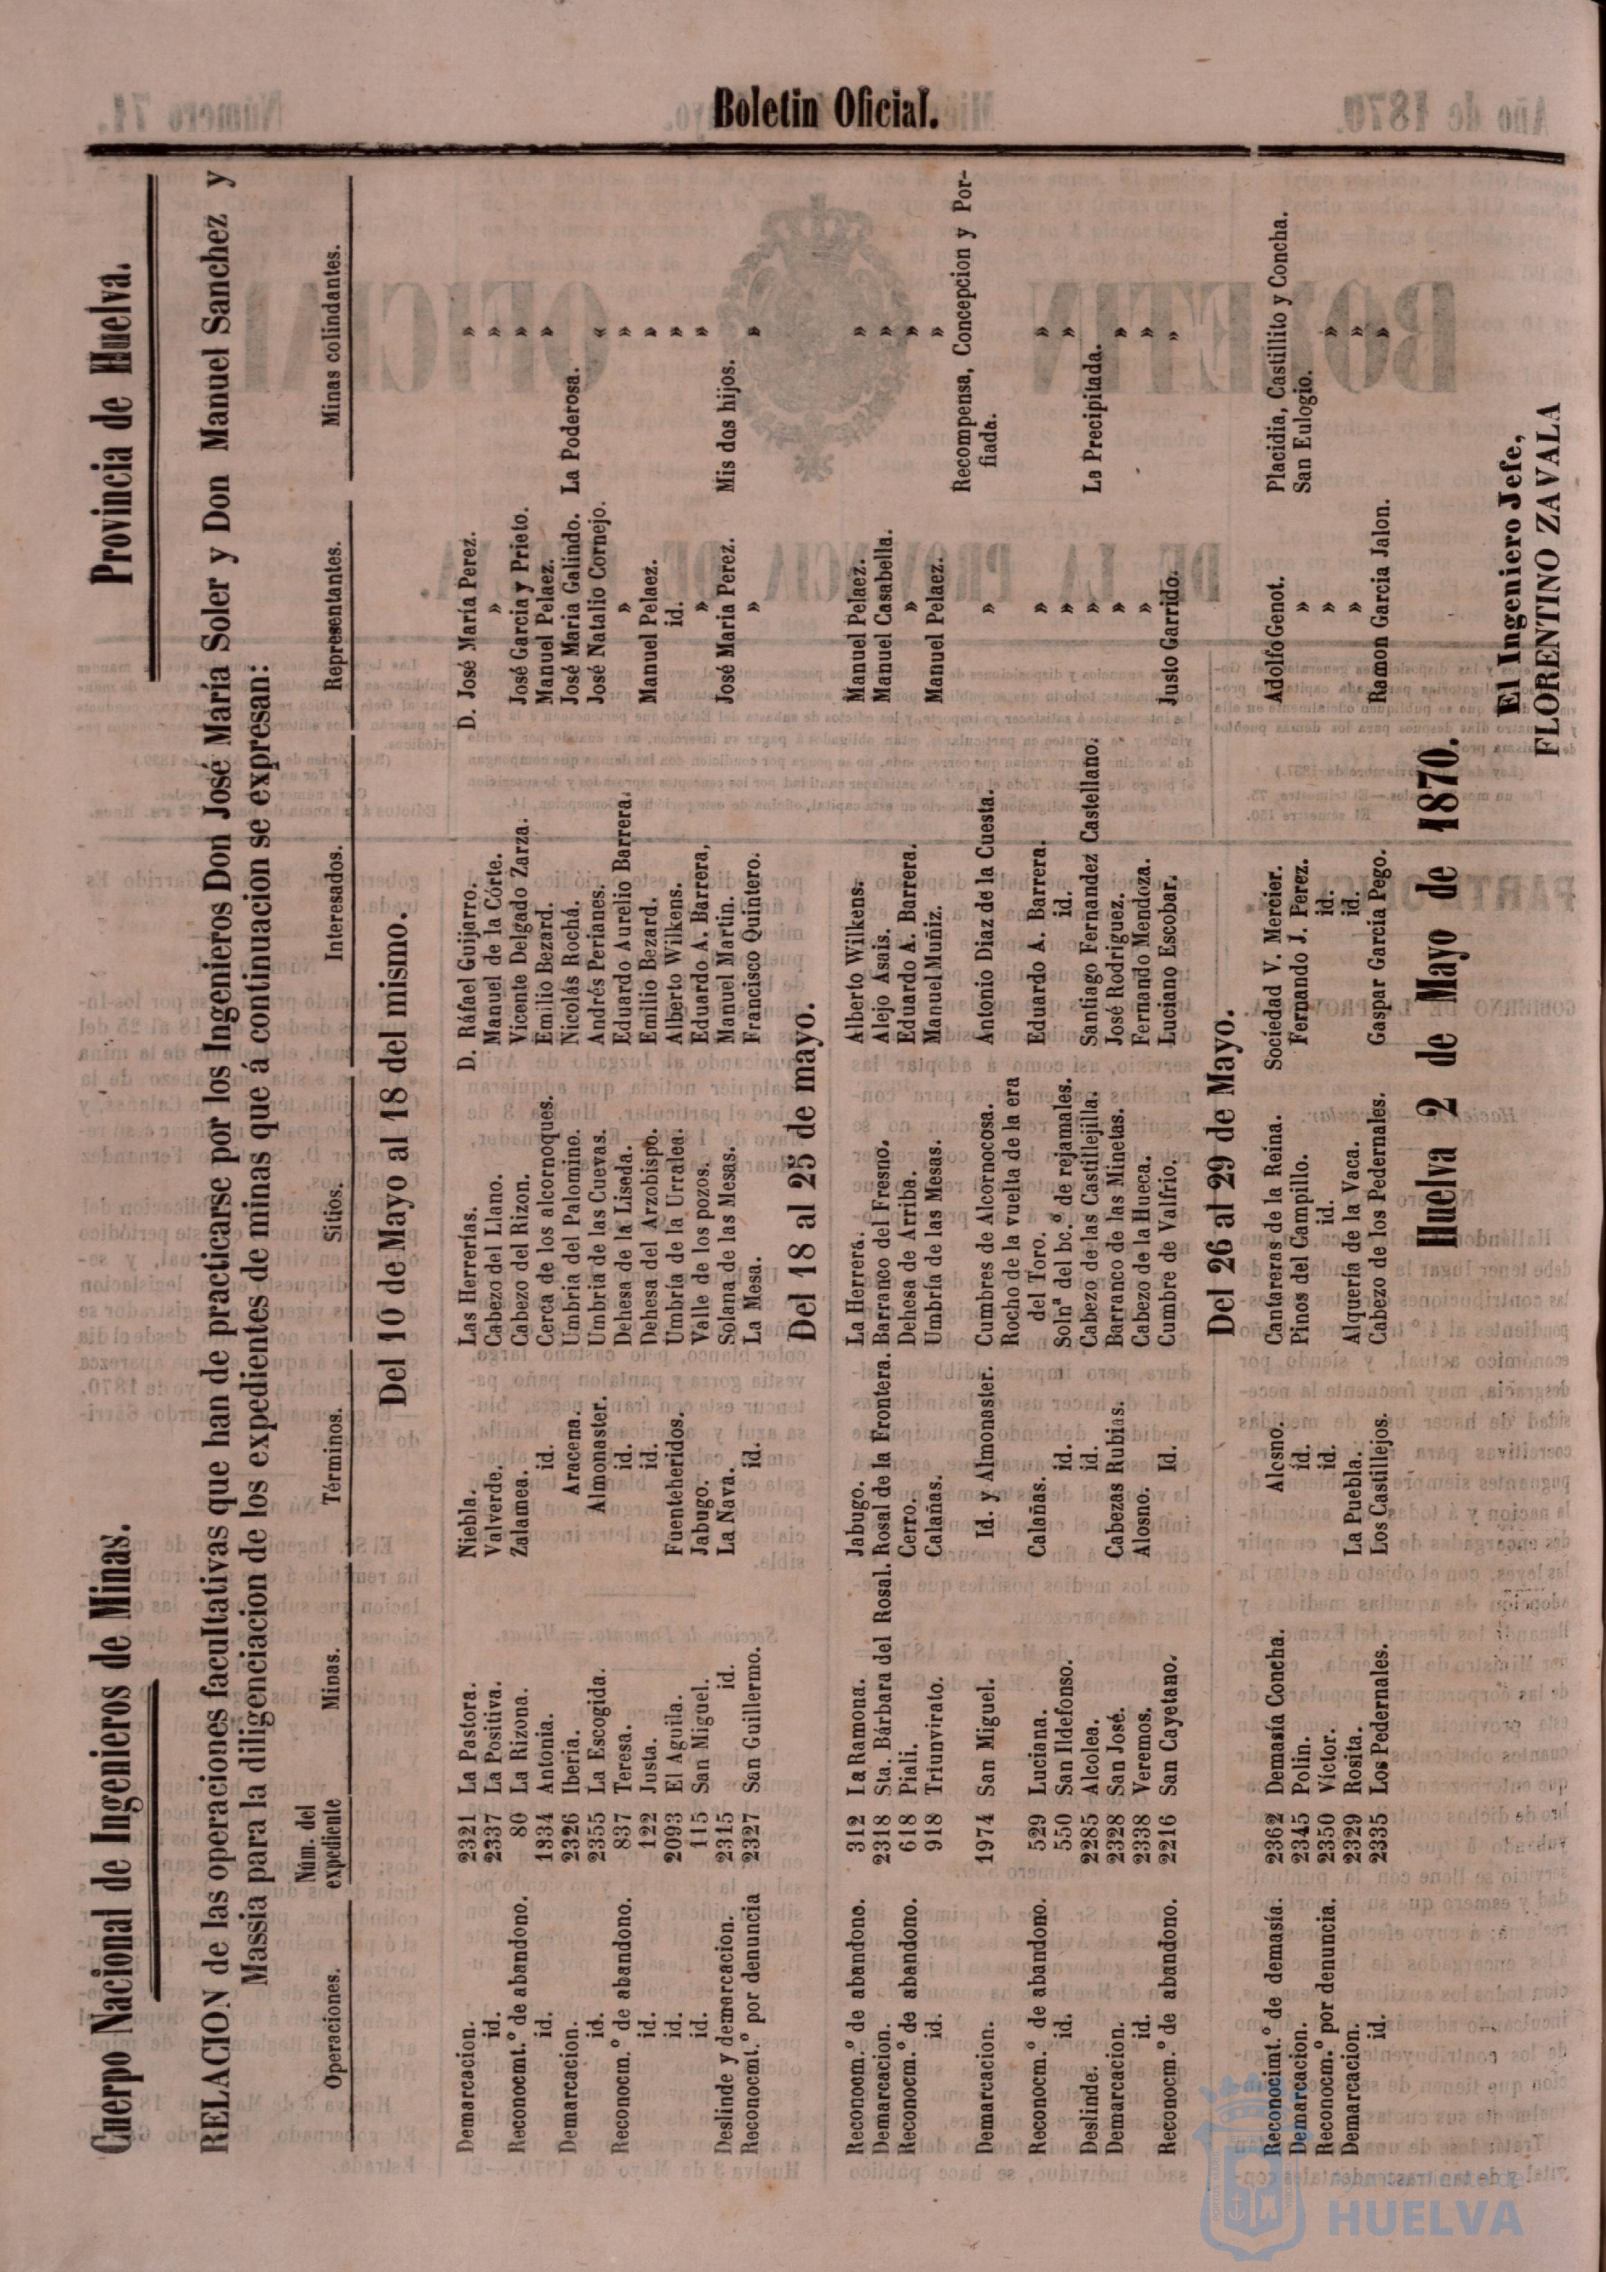 Boletin Oficial.
Cuerpo Nacional de Ingenieros de Minas. Provincia de Huelva.
RELACION de las operaciones facultativas que han de practicarse por los Ingenieros Don José María Soler y Don Manuel Sanchez y
Massia para la diligenciacion de los expedientes de minas que á continuacion se expresan:
Operaciones. Núm. del expediente Minas. Términos. Sitios. Interesados. Representantes. Minas colindantes.
Del 10 de Mayo al 18 del mismo.
Demarcacion. 2321 La Pastora. Niebla. Las Herrerías. D. Ráfael Guijarro. D. José María Perez. »
id. 2337 La Positiva. Valverde. Cabezo del Llano. Manuel de la Córte. » »
Reconocmt.º de abandono. 80 La Rizona. Zalamea. Cabezo del Rizon. Vicente Delgado Zarza. José Garcia y Prieto. »
id. 1834 Antonia. id. Cerca de los alcornoques. Emilio Bezard. Manuel Pelaez. »
Demarcacion. 2326 Iberia. Aracena. Umbria del Palomino. Nicolás Rochá. José Maria Galindo. La Poderosa.
id. 2355 La Escogida. Almonaster. Umbria de las Cuevas. Andrés Perianes. José Natalio Cornejo. «
Reconocm.º de abandono. 837 Teresa. id. Dehesa de la Liseda. Eduardo Aurelio Barrera. » »
id. 122 Justa. id. Dehesa del Arzobispo. Emilio Bezard. Manuel Pelaez. »
id. 2093 El Aguila. Fuenteheridos. Umbría de la Urralea. Alberto Wilkens. id. »
id. 115 San Miguel. Jabugo. Valle de los pozos. Eduardo A. Barrera, » »
Deslinde y demarcacion. 2315 id. La Nava. Solana de las Mesas. Manuel Martin. José Maria Perez. Mis dos hijos.
Reconocmt.º por denuncia 2327 San Guillermo. id. La Mesa. Francisco Quintero. » »
Del 18 al 25 de mayo.
Reconocm.º de abandono. 312 La Ramona. Jabugo. La Herrera. Alberto Wilkens. Manuel Pelaez. »
Demarcacion. 2318 Sta. Bárbara del Rosal. Rosal de la Frontera. Barranco del Fresno. Alejo Asais. Manuel Casabella. »
Reconocm.º de abandono. 618 Piali. Cerro. Dehesa de Arriba. Eduardo A. Barrera. » »
id. 918 Triunvirato. Calañas. Umbría de las Mesas. Manuel Muñiz. Manuel Pelaez. »
Demarcacion. 1974 San Miguel. Id. y Almonaster. Cumbres de Alcornocosa. Antonio Diaz de la Cuesta. » Recompensa, Concepcion y Porfiada.
Reconocm.º de abandono. 529 Luciana. Calañas. Rocho de la vuelta de la era del Toro. Eduardo A. Barrera. » »
id. 550 San Ildefonso. id. Solnª del bc.º de rejamales. id. » »
Deslinde. 2285 Alcolea. id. Cabezo de las Castillejilla. Santiago Fernandez Castellano. » La Precipitada.
Demarcacion. 2328 San José. Cabezas Rubias. Barranco de las Minetas. José Rodriguez. » »
id. 2338 Veremos. Alosno. Cabezo de la Hueca. Fernando Mendoza. » »
Reconocm.º de abandono. 2216 San Cayetano. Id. Cumbre de Valfrio. Luciano Escobar. Justo Garrido. »
Del 26 al 29 de Mayo.
Reconocimt.º de demasía. 2362 Demasía Concha. Alosno. Cantareras de la Reina. Sociedad V. Mercier. Adolfo Genot. Placidia, Castillito y Concha.
Demarcacion. 2345 Polin. id. Pinos del Campillo. Fernando J. Perez. » San Eulogio.
Reconocm.º por denuncia. 2350 Víctor. id. id. id. » »
Demarcacion. 2329 Rosita. La Puebla. Alquería de la Vaca. id. » »
id. 2335 Los Pedernales. Los Castillejos. Cabezo de los Pedernales. Gaspar Garcia Pego. Ramon Garcia Jalon. »
Huelva 2 de Mayo de 1870.
El Ingeniero Jefe,
FLORENTINO ZAVALA
HUELVA